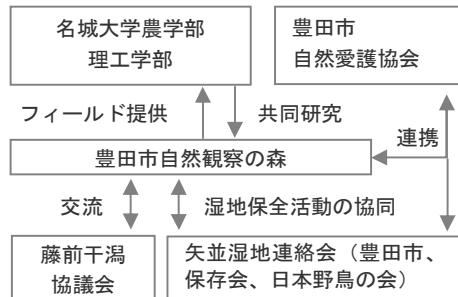 名城大学農学部
理工学部
豊田市
自然愛護協会
フィールド提供
共同研究
連携
豊田市自然観察の森
交流
湿地保全活動の協同
藤前干潟
協議会
矢並湿地連絡会（豊田市、
保存会、日本野鳥の会）